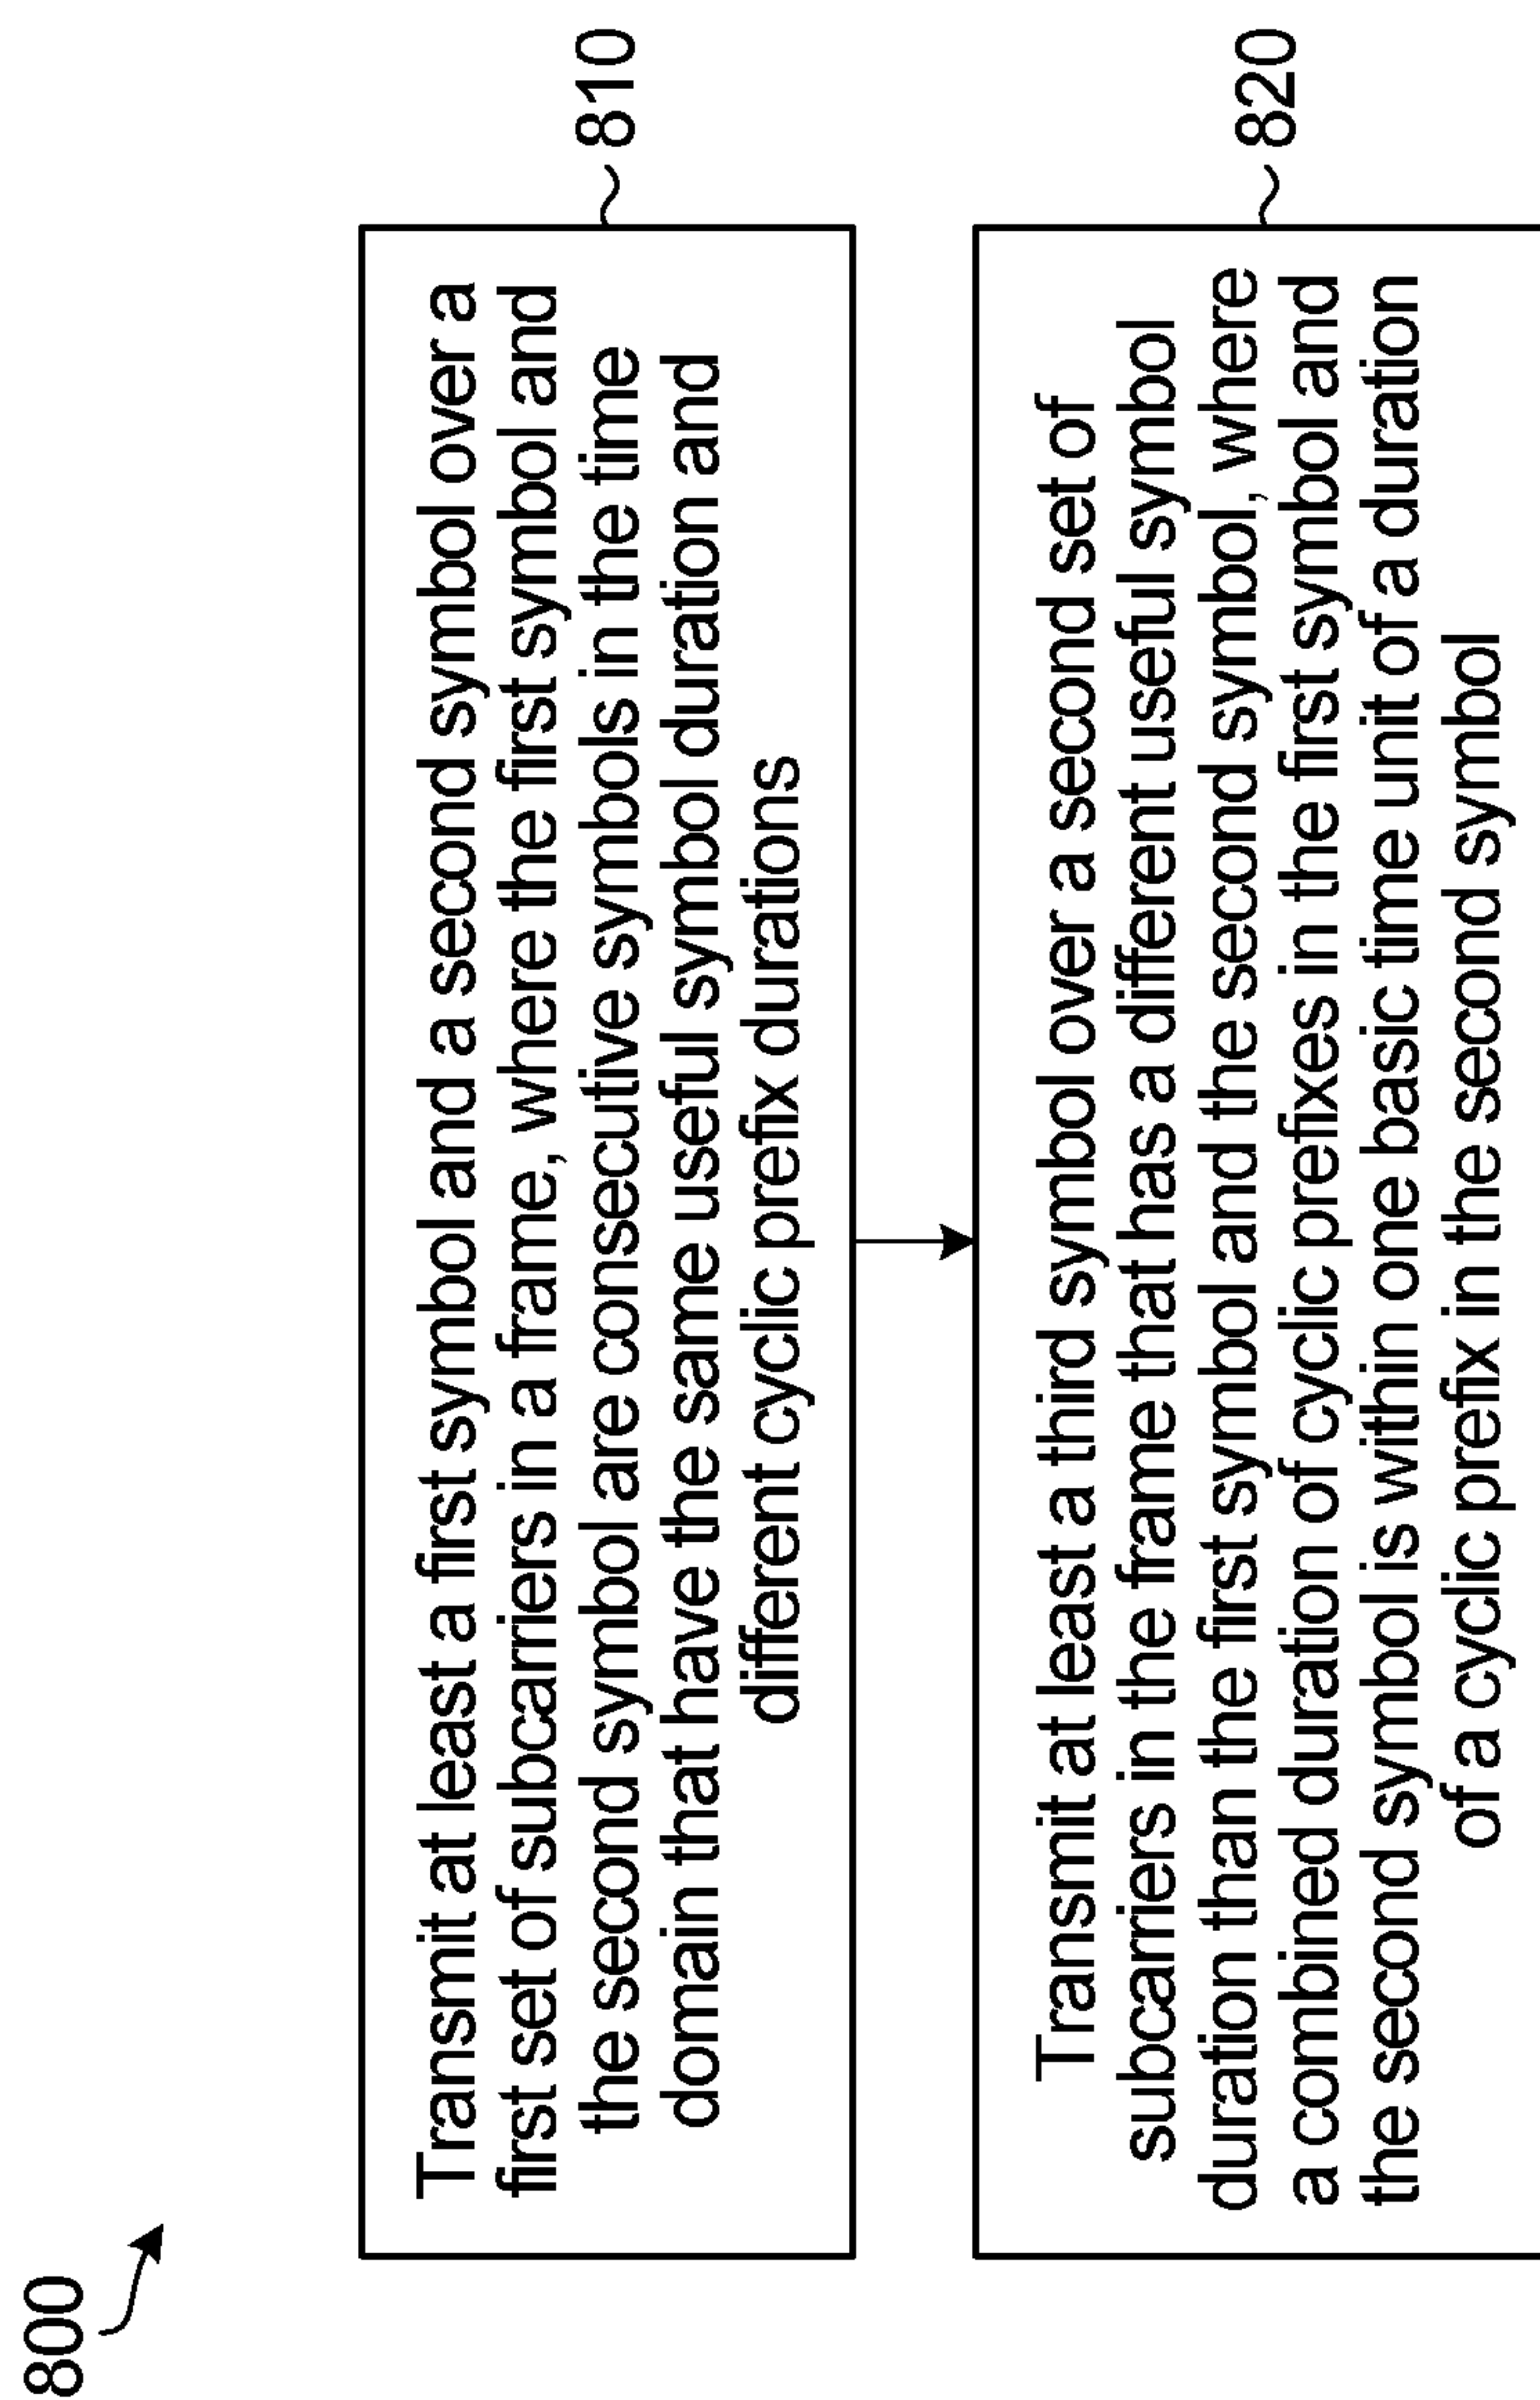 800
Transmit at least a first symbol and a second symbol over a
first set of subcarriers in a frame, where the first symbol and
the second symbol are consecutive symbols in the time
domain that have the same useful symbol duration and
different cyclic prefix durations
810
Transmit at least a third symbol over a second set of
subcarriers in the frame that has a different useful symbol
duration than the first symbol and the second symbol, where
a combined duration of cyclic prefixes in the first symbol and
the second symbol is within one basic time unit of a duration
of a cyclic prefix in the second symbol
820